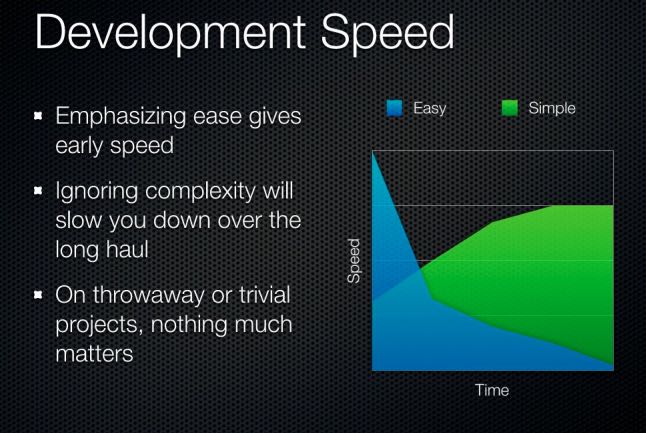 Development Speed
Emphasizing ease gives
early speed
Ignoring complexity will
slow you down over the
long haul
On throwaway or trivial
projects, nothing much
matters
Easy
Simple
Speed
Time